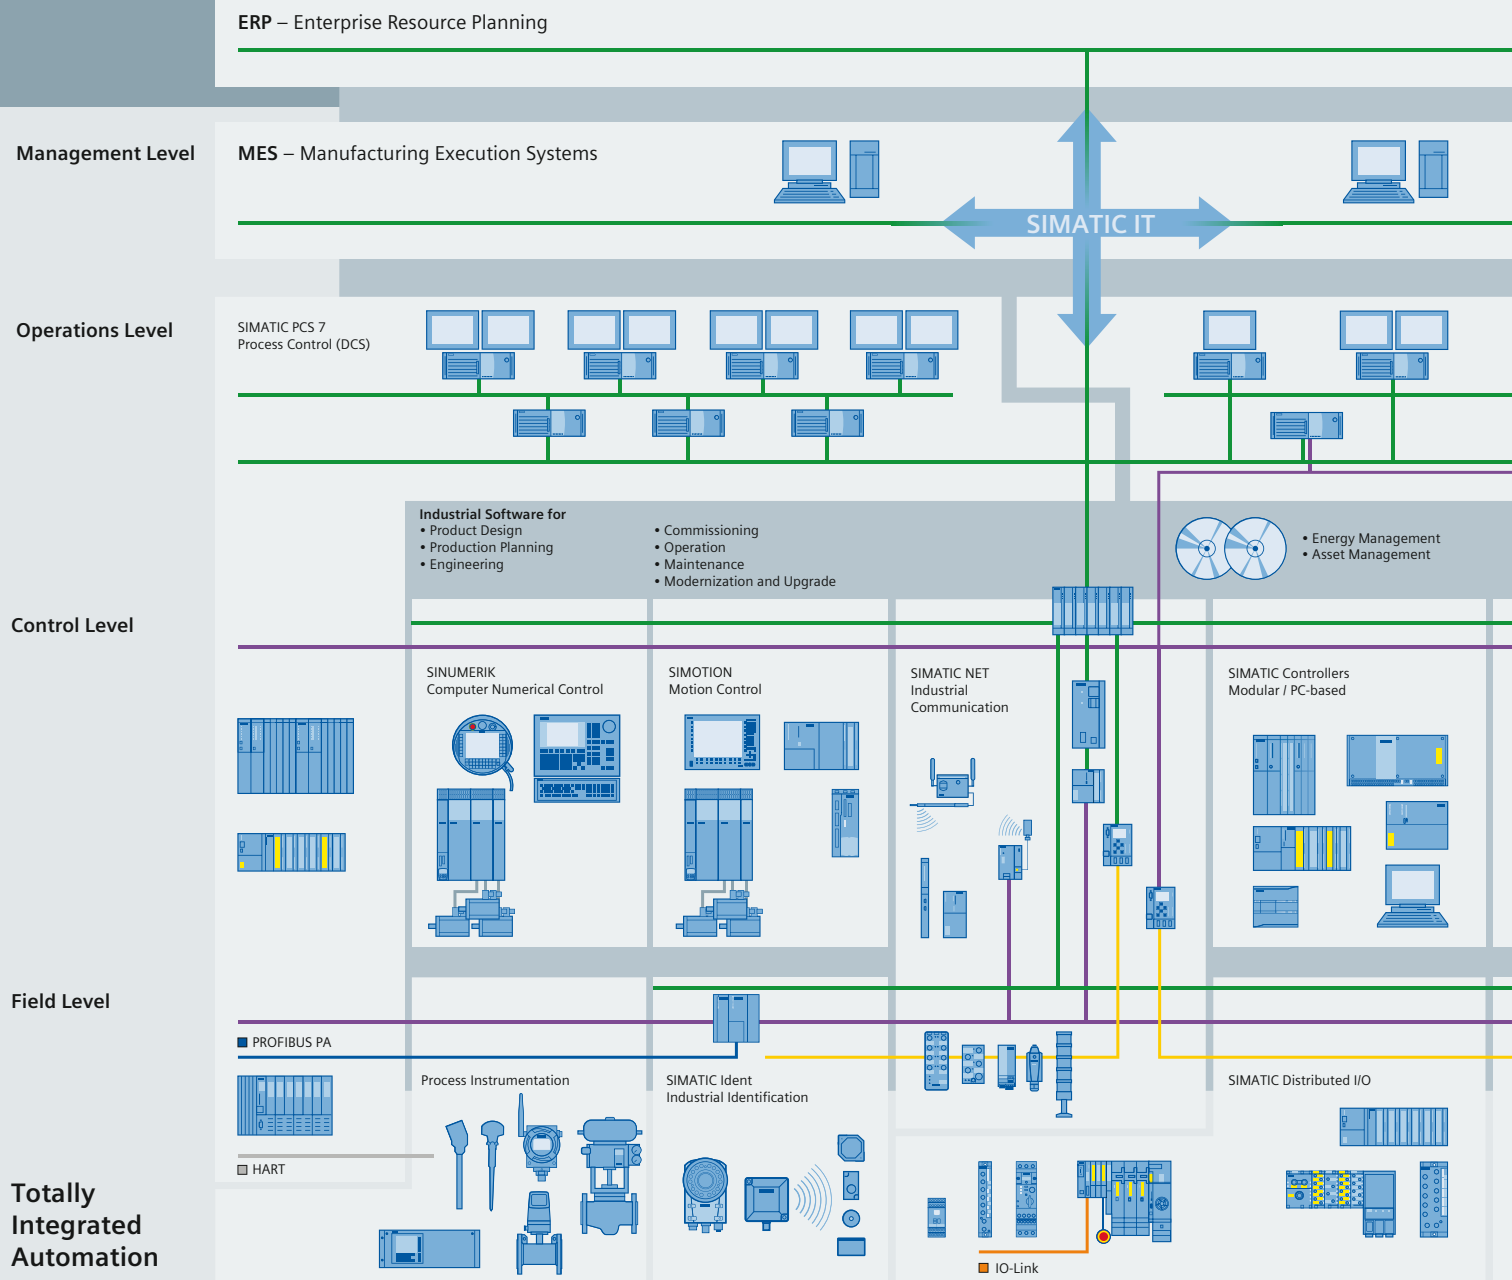 ERP – Enterprise Resource Planning
Management Level
MES – Manufacturing Execution Systems
SIMATIC IT
Operations Level
SIMATIC PCS 7
Process Control (DCS)
Industrial Software for
• Product Design
• Production Planning
• Engineering
• Commissioning
• Operation
• Maintenance
• Modernization and Upgrade
• Energy Management
• Asset Management
Control Level
SINUMERIK
Computer Numerical Control
SIMOTION
Motion Control
SIMATIC NET
Industrial
Communication
SIMATIC Controllers
Modular / PC-based
Field Level
PROFIBUS PA
Process Instrumentation
SIMATIC Ident
Industrial Identification
SIMATIC Distributed I/O
HART
Totally
Integrated
Automation
IO-Link